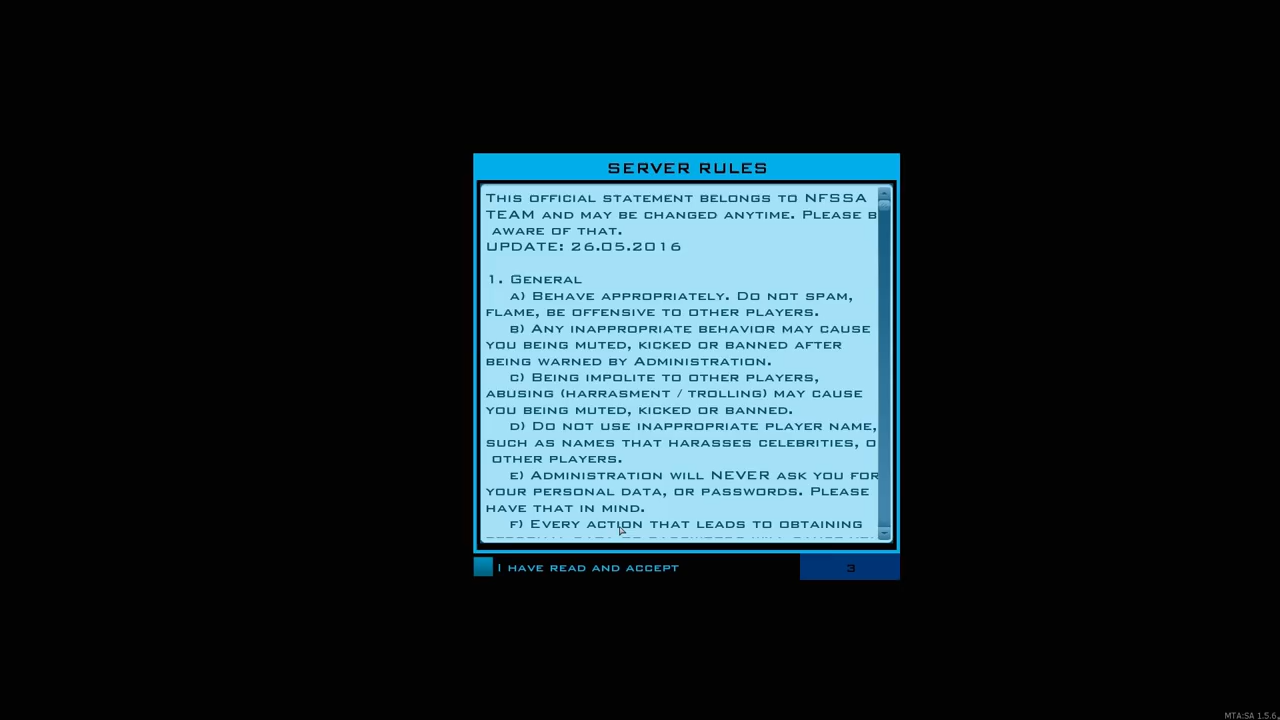 SERVER RULES
THIS OFFICIAL STATEMENT BELONGS TO NFSSA
TEAM AND MAY BE CHANGED ANYTIME. PLEASE B
AWARE OF THAT.
UPDATE: 26.05.2016
1. GENERAL
A) BEHAVE APPROPRIATELY. DO NOT SPAM,
FLAME, BE OFFENSIVE TO OTHER PLAYERS.
B) ANY INAPPROPRIATE BEHAVIOR MAY CAUSE
YOU BEING MUTED, KICKED OR BANNED AFTER
BEING WARNED BY ADMINISTRATION.
C) BEING IMPOLITE TO OTHER PLAYERS,
ABUSING (HARRASMENT / TROLLING) MAY CAUSE
YOU BEING MUTED, KICKED OR BANNED.
D) DO NOT USE INAPPROPRIATE PLAYER NAME,
SUCH AS NAMES THAT HARASSES CELEBRITIES, O
OTHER PLAYERS.
E) ADMINISTRATION WILL NEVER ASK YOU FOR
YOUR PERSONAL DATA, OR PASSWORDS. PLEASE
HAVE THAT IN MIND.
F) EVERY ACTION THAT LEADS TO OBTAINING
I HAVE READ AND ACCEPT
3
MTA:SA 1.5.6